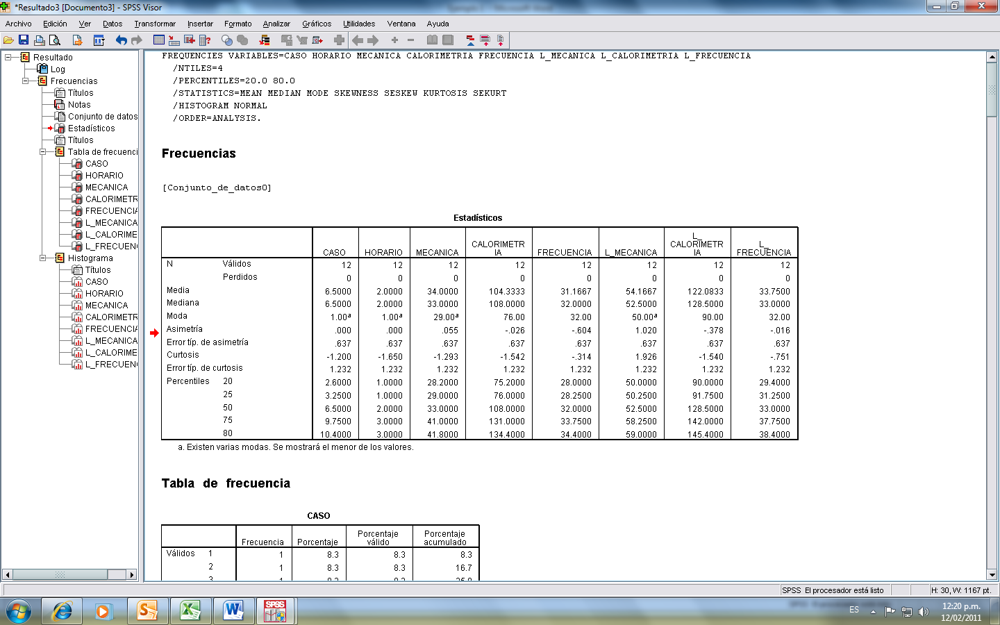 *Resultado3 [Documento3] - SPSS Visor
Archivo Edición Ver Datos Transformar Insertar Formato Analizar Gráficos Utilidades Ventana Ayuda
Resultado
Log
Frecuencias
Títulos
Notas
Conjunto de datos
Estadísticos
Títulos
Tabla de frecuenci
CASO
HORARIO
MECANICA
CALORIMETR
FRECUENCIA
L_MECANICA
L_CALORIME
L_FRECUEN
Histograma
Títulos
CASO
HORARIO
MECANICA
CALORIMETR
FRECUENCIA
L_MECANICA
L_CALORIME
L_FRECUEN
FREQUENCIES VARIABLES=CASO HORARIO MECANICA CALORIMETRIA FRECUENCIA L_MECANICA L_CALORIMETRIA L_FRECUENCIA
/NTILES=4
/PERCENTILES=20.0 80.0
/STATISTICS=MEAN MEDIAN MODE SKEWNESS SESKEW KURTOSIS SEKURT
/HISTOGRAM NORMAL
/ORDER=ANALYSIS.
Frecuencias
[Conjunto_de_datos0]
Estadísticos
CASO HORARIO MECANICA CALORIMETRIA FRECUENCIA L_MECANICA L_CALORIMETRIA L_FRECUENCIA
N Válidos 12 12 12 12 12 12 12 12
Perdidos 0 0 0 0 0 0 0 0
Media 6.5000 2.0000 34.0000 104.3333 31.1667 54.1667 122.0833 33.7500
Mediana 6.5000 2.0000 33.0000 108.0000 32.0000 52.5000 128.5000 33.0000
Moda 1.00a 1.00a 29.00a 76.00 32.00 50.00a 90.00 32.00
Asimetría .000 .000 .055 -.026 -.604 1.020 -.378 -.016
Error típ. de asimetría .637 .637 .637 .637 .637 .637 .637 .637
Curtosis -1.200 -1.650 -1.293 -1.542 -.314 1.926 -1.540 -.751
Error típ. de curtosis 1.232 1.232 1.232 1.232 1.232 1.232 1.232 1.232
Percentiles 20 2.6000 1.0000 28.2000 75.2000 28.0000 50.0000 90.0000 29.4000
25 3.2500 1.0000 29.0000 76.0000 28.2500 50.2500 91.7500 31.2500
50 6.5000 2.0000 33.0000 108.0000 32.0000 52.5000 128.5000 33.0000
75 9.7500 3.0000 41.0000 131.0000 33.7500 58.2500 142.0000 37.7500
80 10.4000 3.0000 41.8000 134.4000 34.4000 59.0000 145.4000 38.4000
a. Existen varias modas. Se mostrará el menor de los valores.
Tabla de frecuencia
CASO
Frecuencia Porcentaje Porcentaje válido Porcentaje acumulado
Válidos 1 1 8.3 8.3 8.3
2 1 8.3 8.3 16.7
SPSS El procesador está listo
H: 30, W: 1167 pt.
ES
12:20 p.m.
12/02/2011